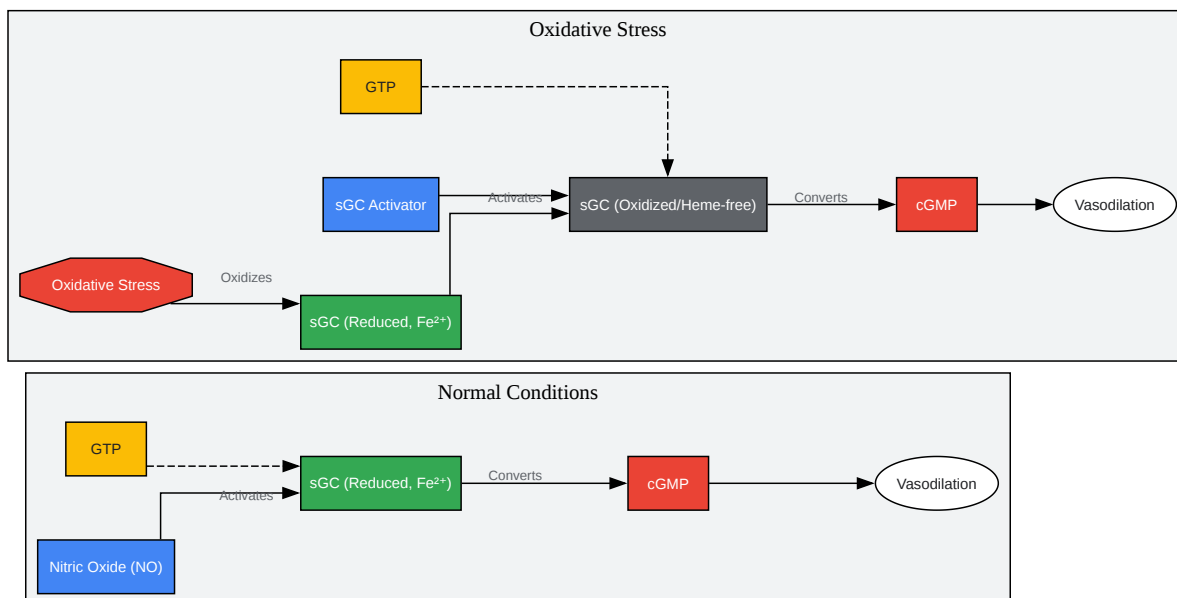 Oxidative Stress
GTP
sGC Activator
Activates
sGC (Oxidized/Heme-free)
Converts
cGMP
Vasodilation
Oxidative Stress
Oxidizes
sGC (Reduced, Fe²⁺)
Normal Conditions
GTP
Activates
sGC (Reduced, Fe²⁺)
Converts
cGMP
Vasodilation
Nitric Oxide (NO)